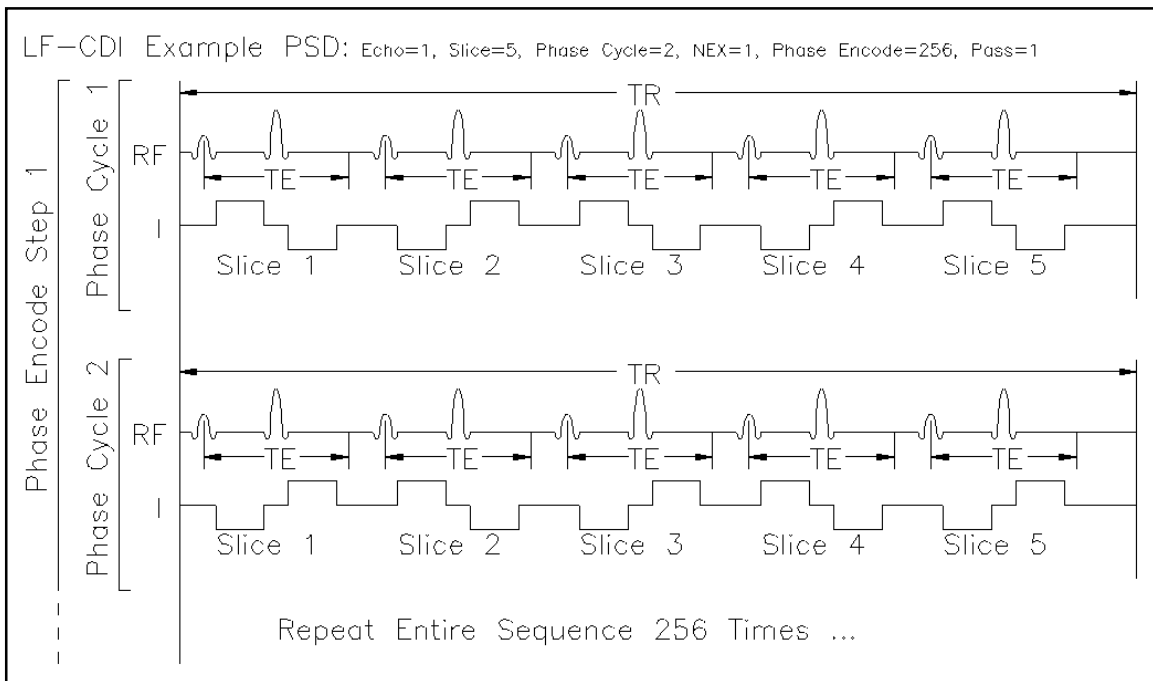 LF-CDI Example PSD: Echo=1, Slice=5, Phase Cycle=2, NEX=1, Phase Encode=256, Pass=1
Phase Encode Step 1
Phase Cycle 1
TR
RF
TE TE TE TE TE
I
Slice 1 Slice 2 Slice 3 Slice 4 Slice 5
Phase Cycle 2
TR
RF
TE TE TE TE TE
I
Slice 1 Slice 2 Slice 3 Slice 4 Slice 5
Repeat Entire Sequence 256 Times ...